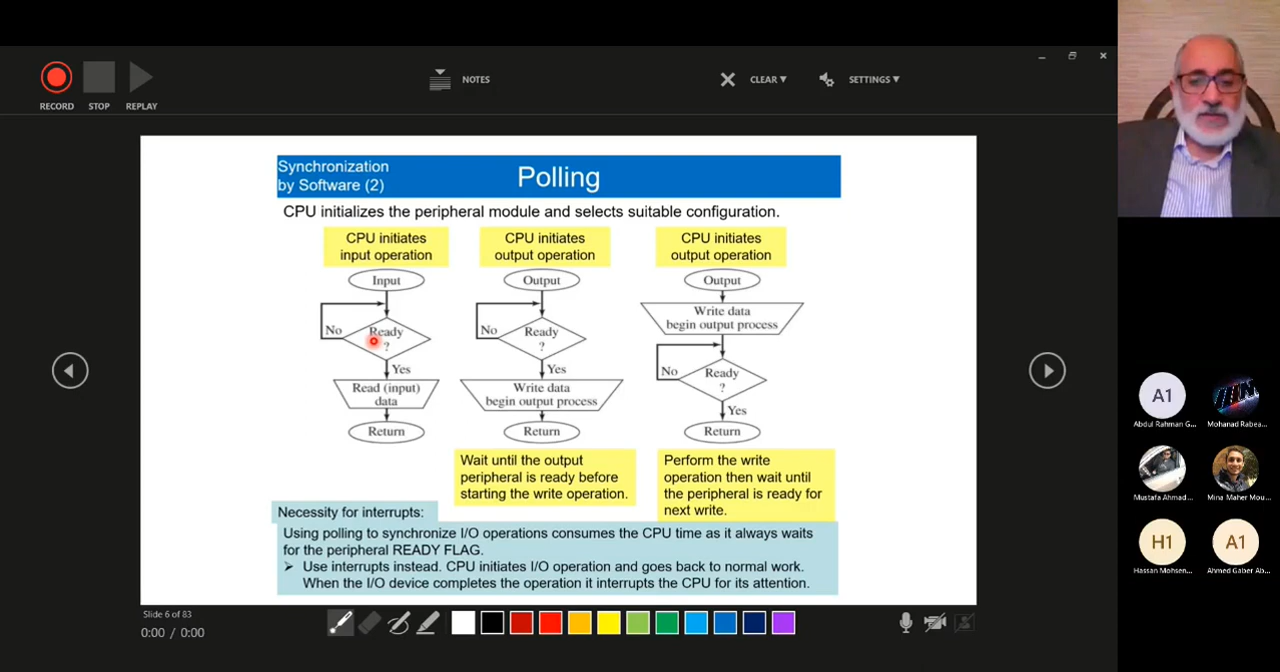 NOTES
CLEAR
SETTINGS
RECORD
STOP
REPLAY
Synchronization
by Software (2)
Polling
CPU initializes the peripheral module and selects suitable configuration.
CPU initiates
input operation
Input
No
Ready
?
Yes
Read (input)
data
Return
CPU initiates
output operation
Output
No
Ready
?
Yes
Write data
begin output process
Return
Wait until the output
peripheral is ready before
starting the write operation.
CPU initiates
output operation
Output
Write data
begin output process
No
Ready
?
Yes
Return
Perform the write
operation then wait until
the peripheral is ready for
next write.
Necessity for interrupts:
Using polling to synchronize I/O operations consumes the CPU time as it always waits
for the peripheral READY FLAG.
➢ Use interrupts instead. CPU initiates I/O operation and goes back to normal work.
When the I/O device completes the operation it interrupts the CPU for its attention.
Slide 6 of 83
0:00 / 0:00
A1
Abdul Rahman G...
Mohanad Rabea...
Mustafa Ahmad...
Mina Maher Mou...
H1
Hassan Mohsen...
A1
Ahmed Gaber Ab...